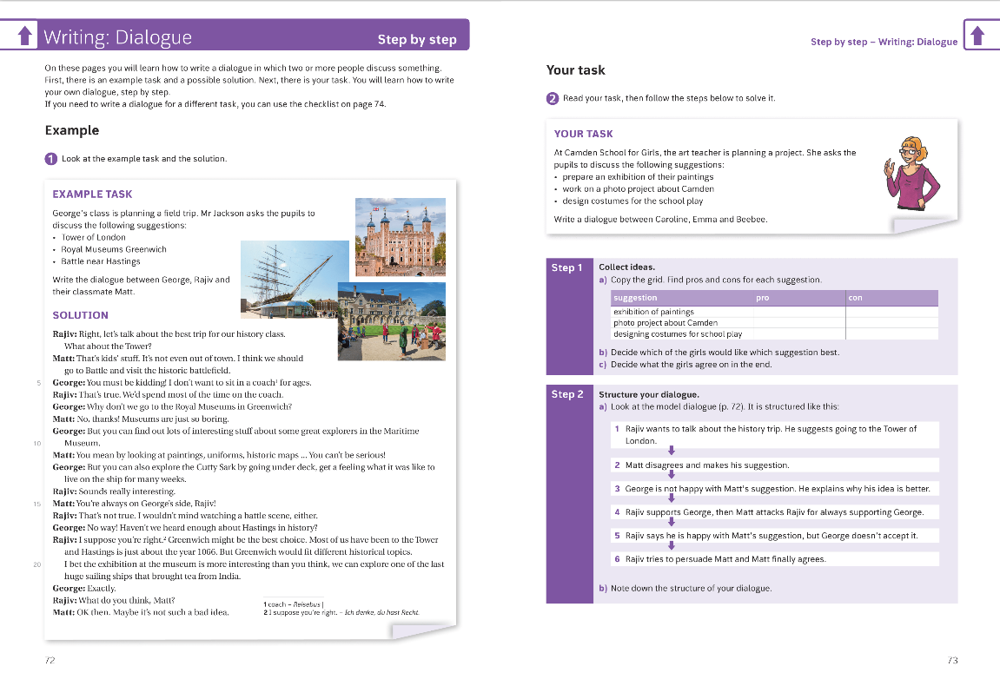 Writing: Dialogue
Step by step
On these pages you will learn how to write a dialogue in which two or more people discuss something.
First, there is an example task and a possible solution. Next, there is your task. You will learn how to write
your own dialogue, step by step.
If you need to write a dialogue for a different task, you can use the checklist on page 74.
Example
1 Look at the example task and the solution.
EXAMPLE TASK
George's class is planning a field trip. Mr Jackson asks the pupils to
discuss the following suggestions:
• Tower of London
• Royal Museums Greenwich
• Battle near Hastings
Write the dialogue between George, Rajiv and
their classmate Matt.
SOLUTION
Rajiv: Right, let's talk about the best trip for our history class.
What about the Tower?
Matt: That's kids' stuff. It's not even out of town. I think we should
go to Battle and visit the historic battlefield.
5 George: You must be kidding! I don't want to sit in a coach¹ for ages.
Rajiv: That's true. We'd spend most of the time on the coach.
George: Why don't we go to the Royal Museums in Greenwich?
Matt: No, thanks! Museums are just so boring.
George: But you can find out lots of interesting stuff about some great explorers in the Maritime
10 Museum.
Matt: You mean by looking at paintings, uniforms, historic maps ... You can't be serious!
George: But you can also explore the Cutty Sark by going under deck, get a feeling what it was like to
live on the ship for many weeks.
Rajiv: Sounds really interesting.
15 Matt: You're always on George's side, Rajiv!
Rajiv: That's not true. I wouldn't mind watching a battle scene, either.
George: No way! Haven't we heard enough about Hastings in history?
Rajiv: I suppose you're right.² Greenwich might be the best choice. Most of us have been to the Tower
and Hastings is just about the year 1066. But Greenwich would fit different historical topics.
20 I bet the exhibition at the museum is more interesting than you think, we can explore one of the last
huge sailing ships that brought tea from India.
George: Exactly.
Rajiv: What do you think, Matt?
Matt: OK then. Maybe it's not such a bad idea.
1 coach – Reisebus |
2 I suppose you're right. – Ich denke, du hast Recht.
72
Step by step – Writing: Dialogue
Your task
2 Read your task, then follow the steps below to solve it.
YOUR TASK
At Camden School for Girls, the art teacher is planning a project. She asks the
pupils to discuss the following suggestions:
• prepare an exhibition of their paintings
• work on a photo project about Camden
• design costumes for the school play
Write a dialogue between Caroline, Emma and Beebee.
Step 1
Collect ideas.
a) Copy the grid. Find pros and cons for each suggestion.
suggestion pro con
exhibition of paintings
photo project about Camden
designing costumes for school play
b) Decide which of the girls would like which suggestion best.
c) Decide what the girls agree on in the end.
Step 2
Structure your dialogue.
a) Look at the model dialogue (p. 72). It is structured like this:
1 Rajiv wants to talk about the history trip. He suggests going to the Tower of
London.
2 Matt disagrees and makes his suggestion.
3 George is not happy with Matt's suggestion. He explains why his idea is better.
4 Rajiv supports George, then Matt attacks Rajiv for always supporting George.
5 Rajiv says he is happy with Matt's suggestion, but George doesn't accept it.
6 Rajiv tries to persuade Matt and Matt finally agrees.
b) Note down the structure of your dialogue.
73